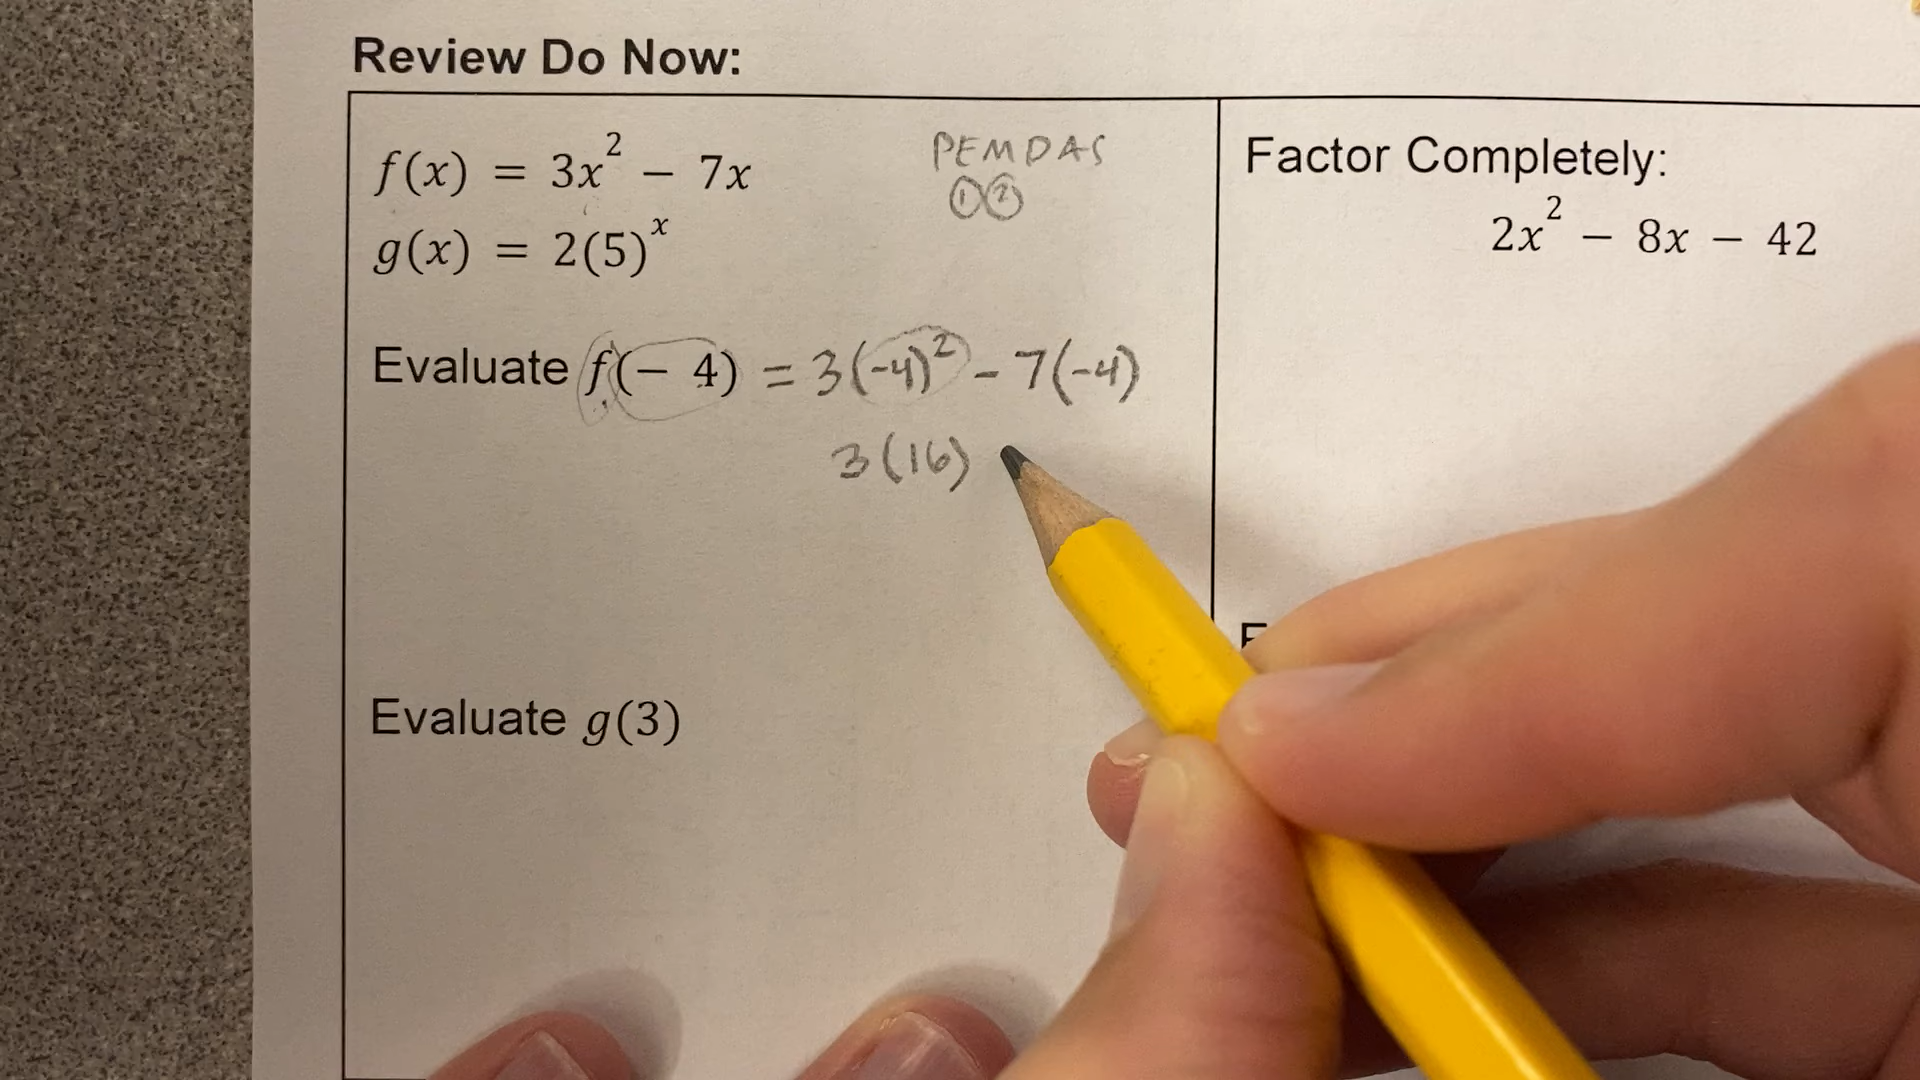 Review Do Now:
f(x) = 3x² − 7x
g(x) = 2(5)ˣ
PEMDAS
① ②
Evaluate f(− 4) = 3(-4)² - 7(-4)
3(16)
Evaluate g(3)
Factor Completely:
2x² − 8x − 42